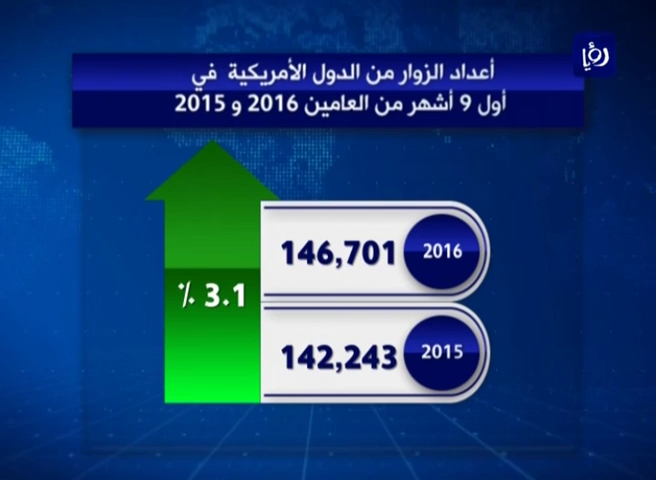 رؤيا
أعداد الزوار من الدول الأمريكية في
أول 9 أشهر من العامين 2016 و 2015
146,701 2016
٪ 3.1
142,243 2015